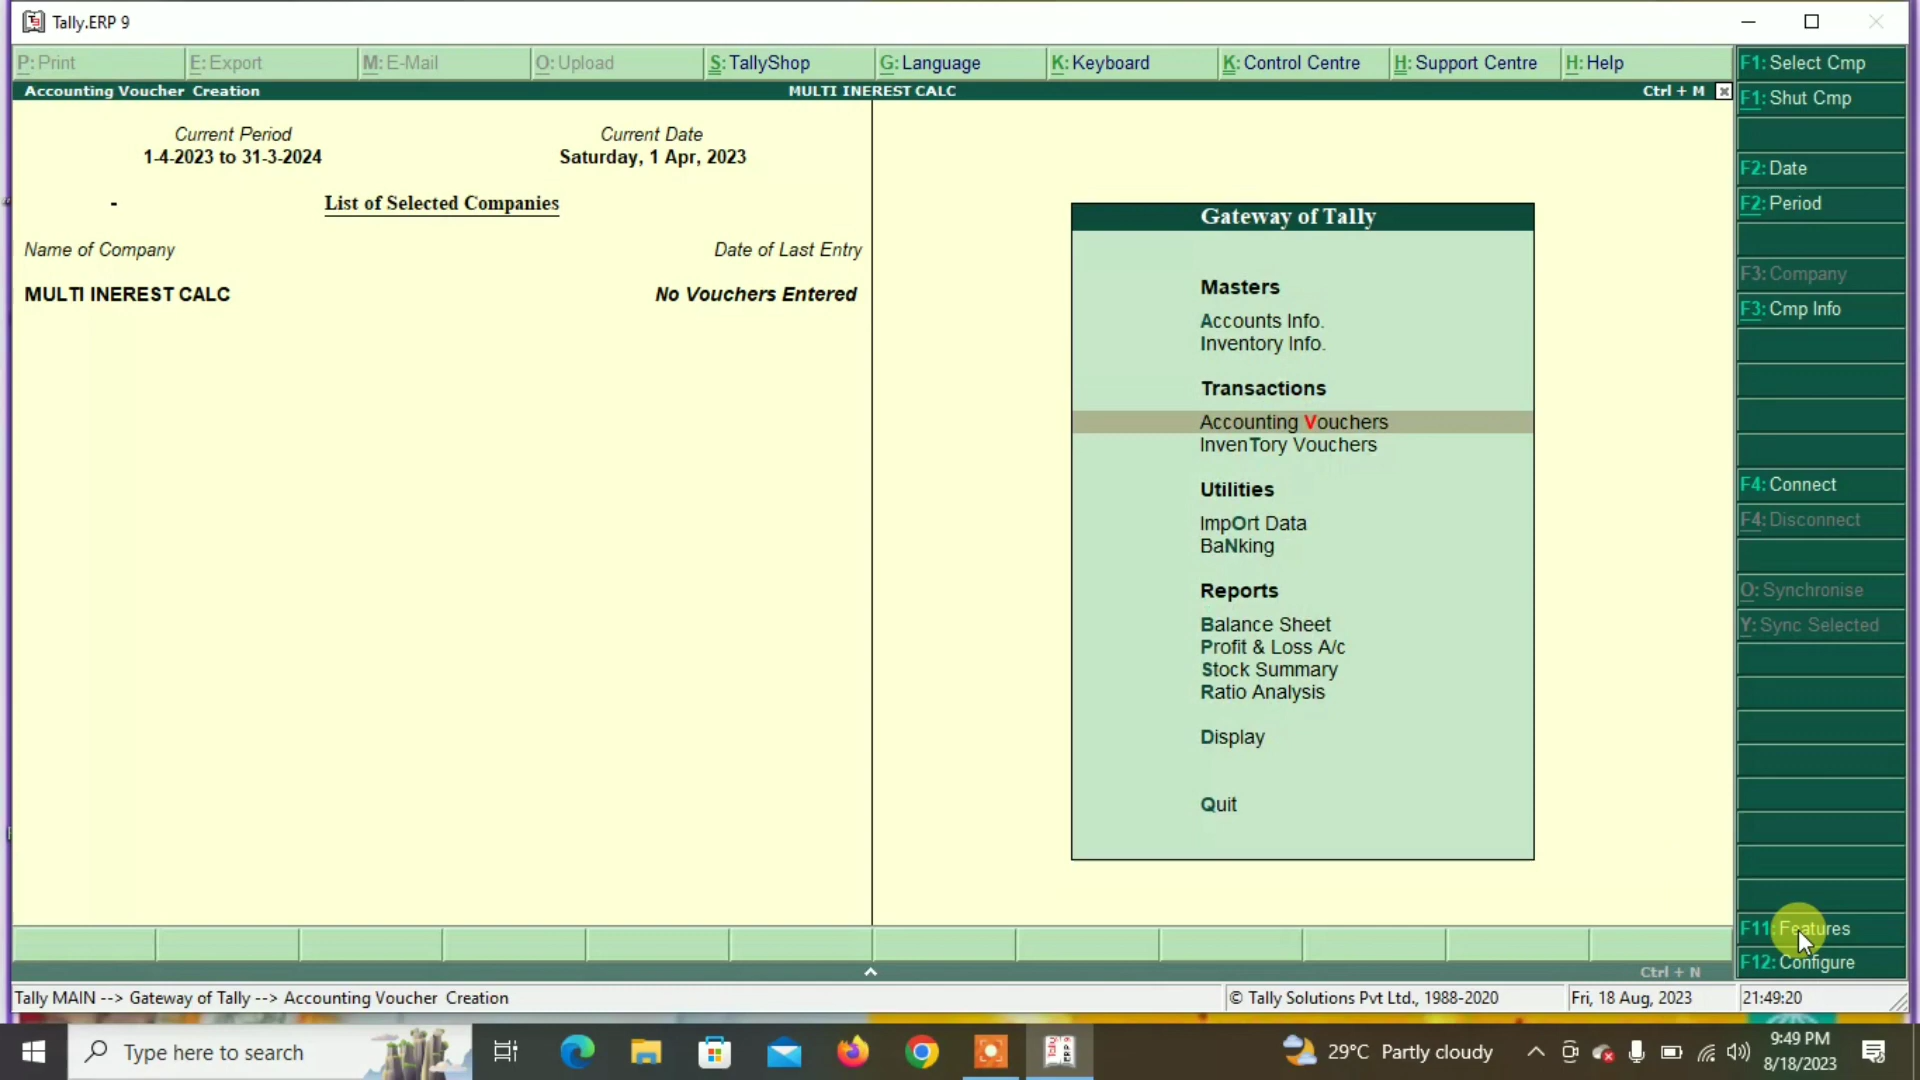 Tally.ERP 9
P: Print
E: Export
M: E-Mail
O: Upload
S: TallyShop
G: Language
K: Keyboard
K: Control Centre
H: Support Centre
H: Help
Accounting Voucher Creation
MULTI INEREST CALC
Ctrl + M
Current Period
1-4-2023 to 31-3-2024
Current Date
Saturday, 1 Apr, 2023
List of Selected Companies
Name of Company
Date of Last Entry
MULTI INEREST CALC
No Vouchers Entered
Gateway of Tally
Masters
Accounts Info.
Inventory Info.
Transactions
Accounting Vouchers
InvenTory Vouchers
Utilities
ImpOrt Data
BaNking
Reports
Balance Sheet
Profit & Loss A/c
Stock Summary
Ratio Analysis
Display
Quit
F1: Select Cmp
F1: Shut Cmp
F2: Date
F2: Period
F3: Company
F3: Cmp Info
F4: Connect
F4: Disconnect
O: Synchronise
Y: Sync Selected
F11: Features
F12: Configure
Ctrl + N
Tally MAIN --> Gateway of Tally --> Accounting Voucher Creation
© Tally Solutions Pvt Ltd., 1988-2020
Fri, 18 Aug, 2023
21:49:20
Type here to search
29°C Partly cloudy
9:49 PM
8/18/2023